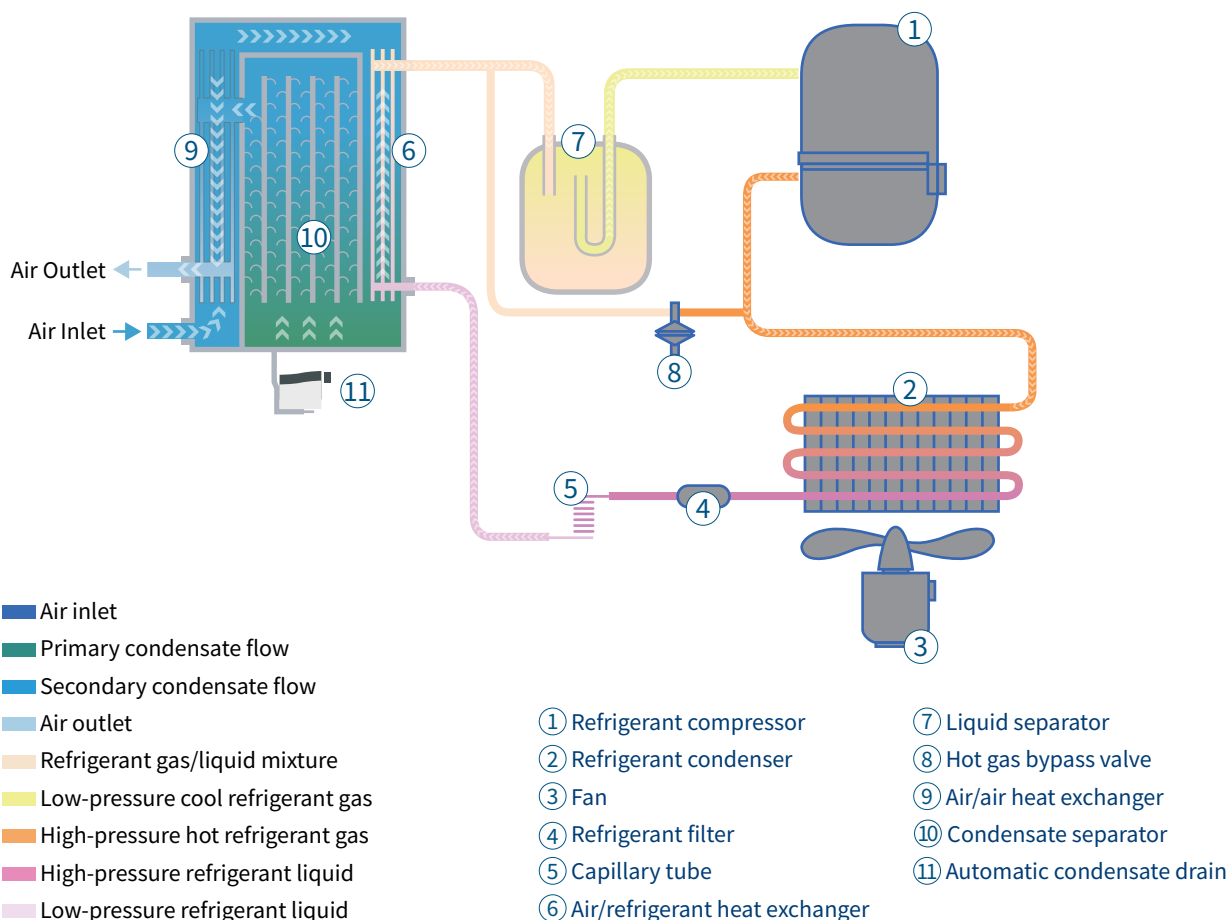 1
7
9
6
10
Air Outlet
Air Inlet
8
11
2
5
4
3
Air inlet
Primary condensate flow
Secondary condensate flow
Air outlet
Refrigerant gas/liquid mixture
Low-pressure cool refrigerant gas
High-pressure hot refrigerant gas
High-pressure refrigerant liquid
Low-pressure refrigerant liquid
1 Refrigerant compressor
2 Refrigerant condenser
3 Fan
4 Refrigerant filter
5 Capillary tube
6 Air/refrigerant heat exchanger
7 Liquid separator
8 Hot gas bypass valve
9 Air/air heat exchanger
10 Condensate separator
11 Automatic condensate drain